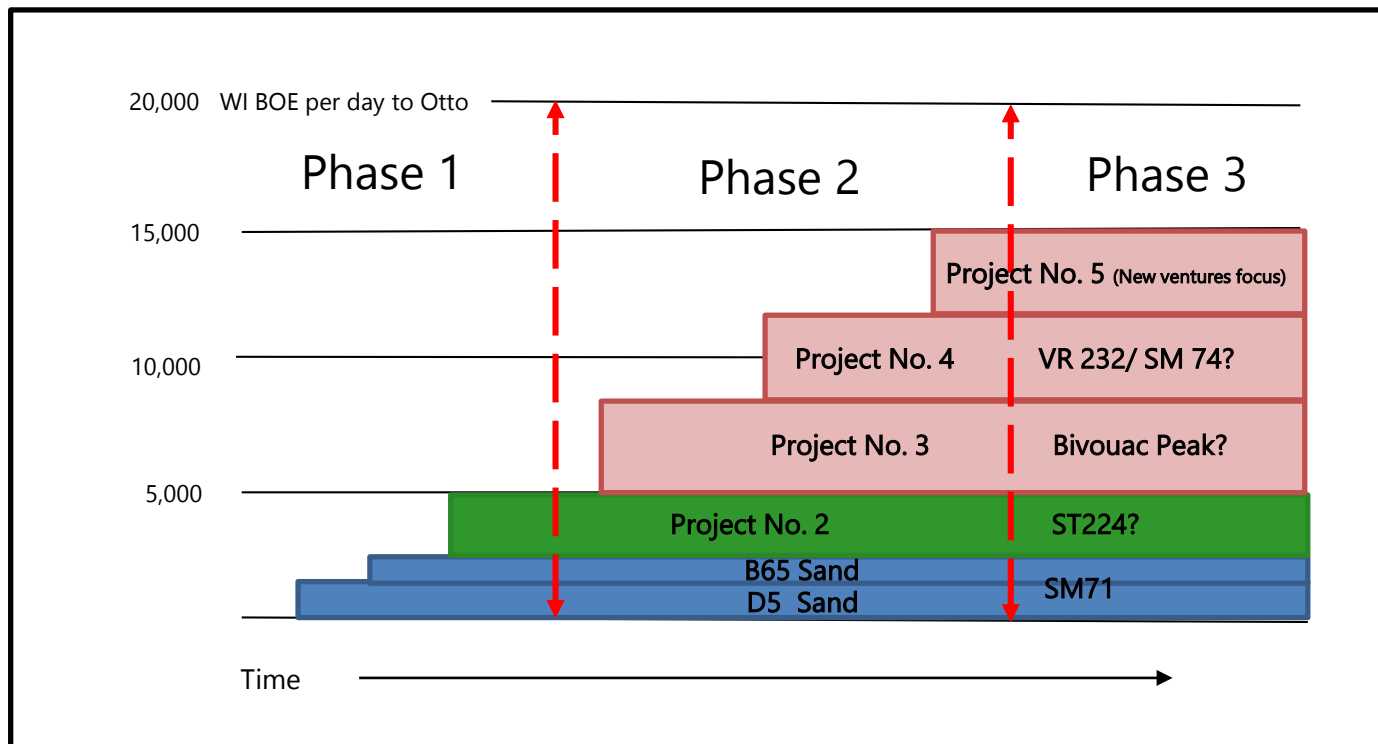 20,000 WI BOE per day to Otto
Phase 1
Phase 2
Phase 3
15,000
Project No. 5 (New ventures focus)
10,000
Project No. 4
VR 232/ SM 74?
Project No. 3
Bivouac Peak?
5,000
Project No. 2
ST224?
B65 Sand
SM71
D5 Sand
Time